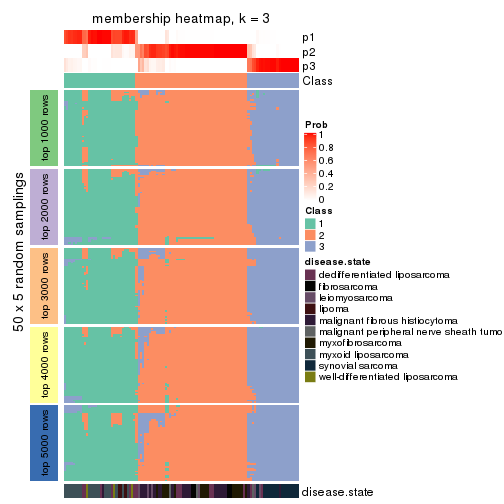 membership heatmap, k = 3
p1
p2
p3
Class
50 x 5 random samplings
top 1000 rows
top 2000 rows
top 3000 rows
top 4000 rows
top 5000 rows
Prob
1
0.8
0.6
0.4
0.2
0
Class
1
2
3
disease.state
dedifferentiated liposarcoma
fibrosarcoma
leiomyosarcoma
lipoma
malignant fibrous histiocytoma
malignant peripheral nerve sheath tumo
myxofibrosarcoma
myxoid liposarcoma
synovial sarcoma
well-differentiated liposarcoma
disease.state